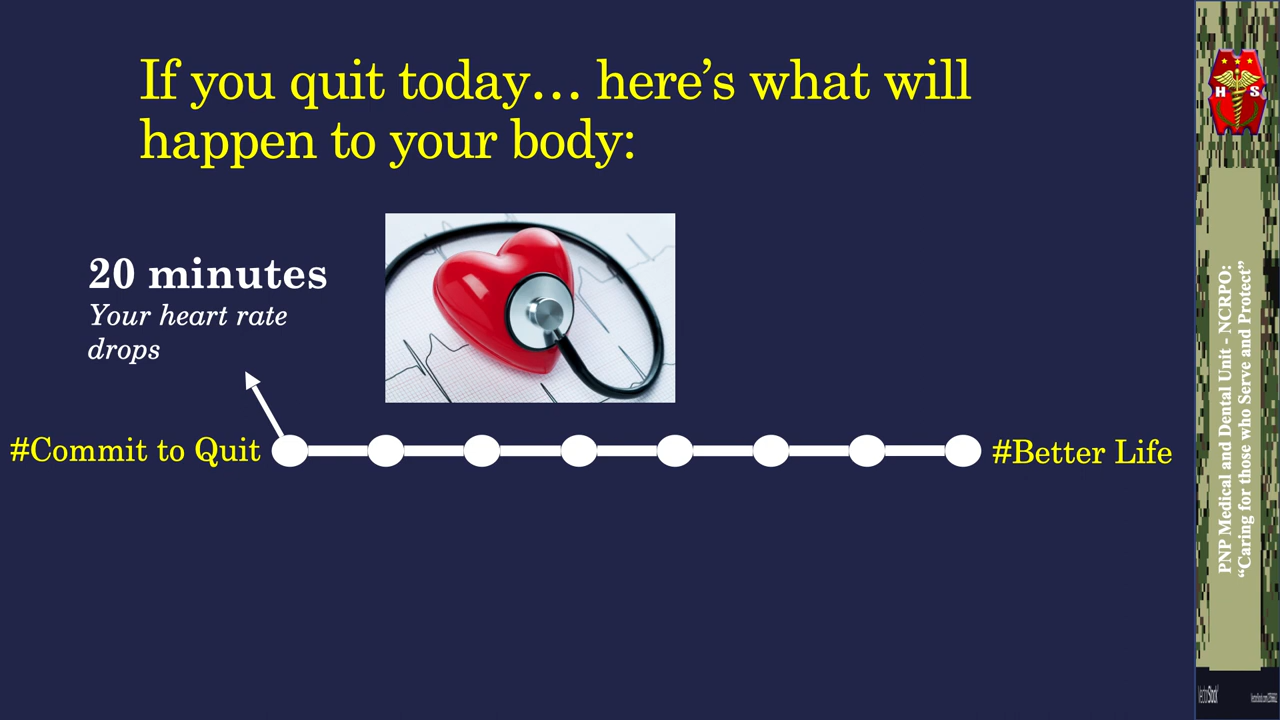 If you quit today… here’s what will
happen to your body:
20 minutes
Your heart rate
drops
#Commit to Quit
#Better Life
H S
PNP Medical and Dental Unit - NCRPO:
“Caring for those who Serve and Protect”
VectorStock